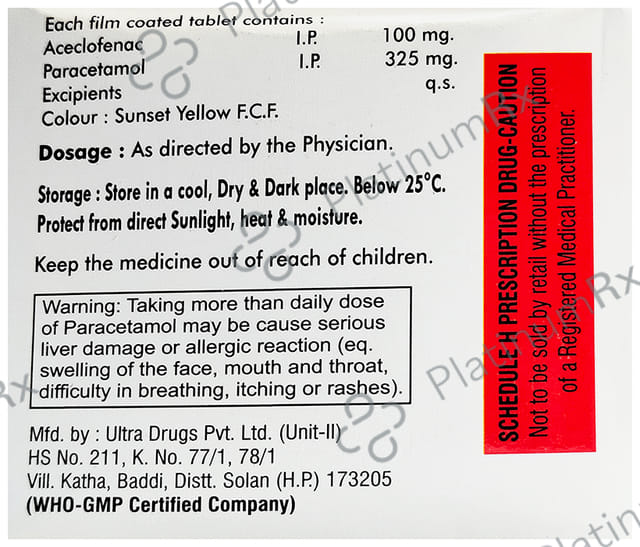 Each film coated tablet contains :
Aceclofenac I.P. 100 mg.
Paracetamol I.P. 325 mg.
Excipients q.s.
Colour : Sunset Yellow F.C.F.
Dosage : As directed by the Physician.
Storage : Store in a cool, Dry & Dark place. Below 25°C.
Protect from direct Sunlight, heat & moisture.
Keep the medicine out of reach of children.
Warning: Taking more than daily dose
of Paracetamol may be cause serious
liver damage or allergic reaction (eq.
swelling of the face, mouth and throat,
difficulty in breathing, itching or rashes).
Mfd. by : Ultra Drugs Pvt. Ltd. (Unit-II)
HS No. 211, K. No. 77/1, 78/1
Vill. Katha, Baddi, Distt. Solan (H.P.) 173205
(WHO-GMP Certified Company)
SCHEDULE H PRESCRIPTION DRUG-CAUTION
Not to be sold by retail without the prescription
of a Registered Medical Practitioner.
PlatinumRx
PlatinumRx
Rx
PlatinumRx